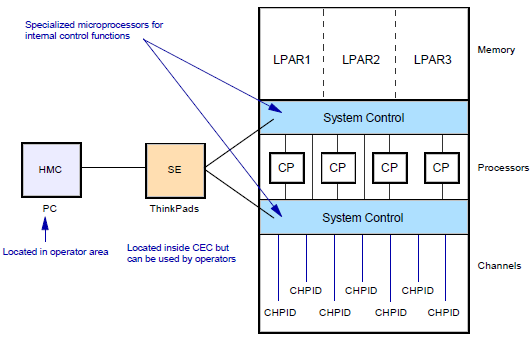 Specialized microprocessors for
internal control functions
LPAR1
LPAR2
LPAR3
Memory
System Control
HMC
SE
CP
CP
CP
CP
Processors
PC
ThinkPads
System Control
Located in operator area
Located inside CEC but
can be used by operators
Channels
CHPID
CHPID
CHPID
CHPID
CHPID
CHPID
CHPID